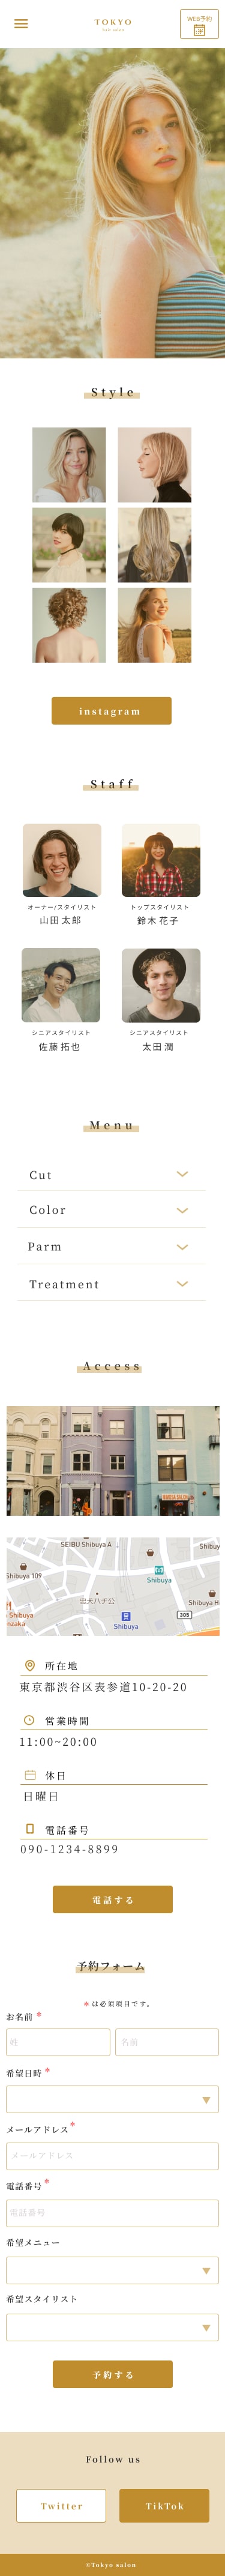 TOKYO
hair salon
WEB予約
Style
instagram
Staff
オーナー/スタイリスト
山田 太郎
トップスタイリスト
鈴木 花子
シニアスタイリスト
佐藤 拓也
シニアスタイリスト
太田 潤
Menu
Cut
Color
Parm
Treatment
Access
SEIBU Shibuya A
Shibuya
Shibuya 109
Shibuya
忠犬ハチ公
Shibuya H
a Shibuya
nzaka
305
Shibuya
所在地
東京都渋谷区表参道10-20-20
営業時間
11:00~20:00
休日
日曜日
電話番号
090-1234-8899
電話する
予約フォーム
* は必須項目です。
お名前 *
姓
名前
希望日時 *
メールアドレス *
メールアドレス
電話番号 *
電話番号
希望メニュー
希望スタイリスト
予約する
Follow us
Twitter
TikTok
©Tokyo salon